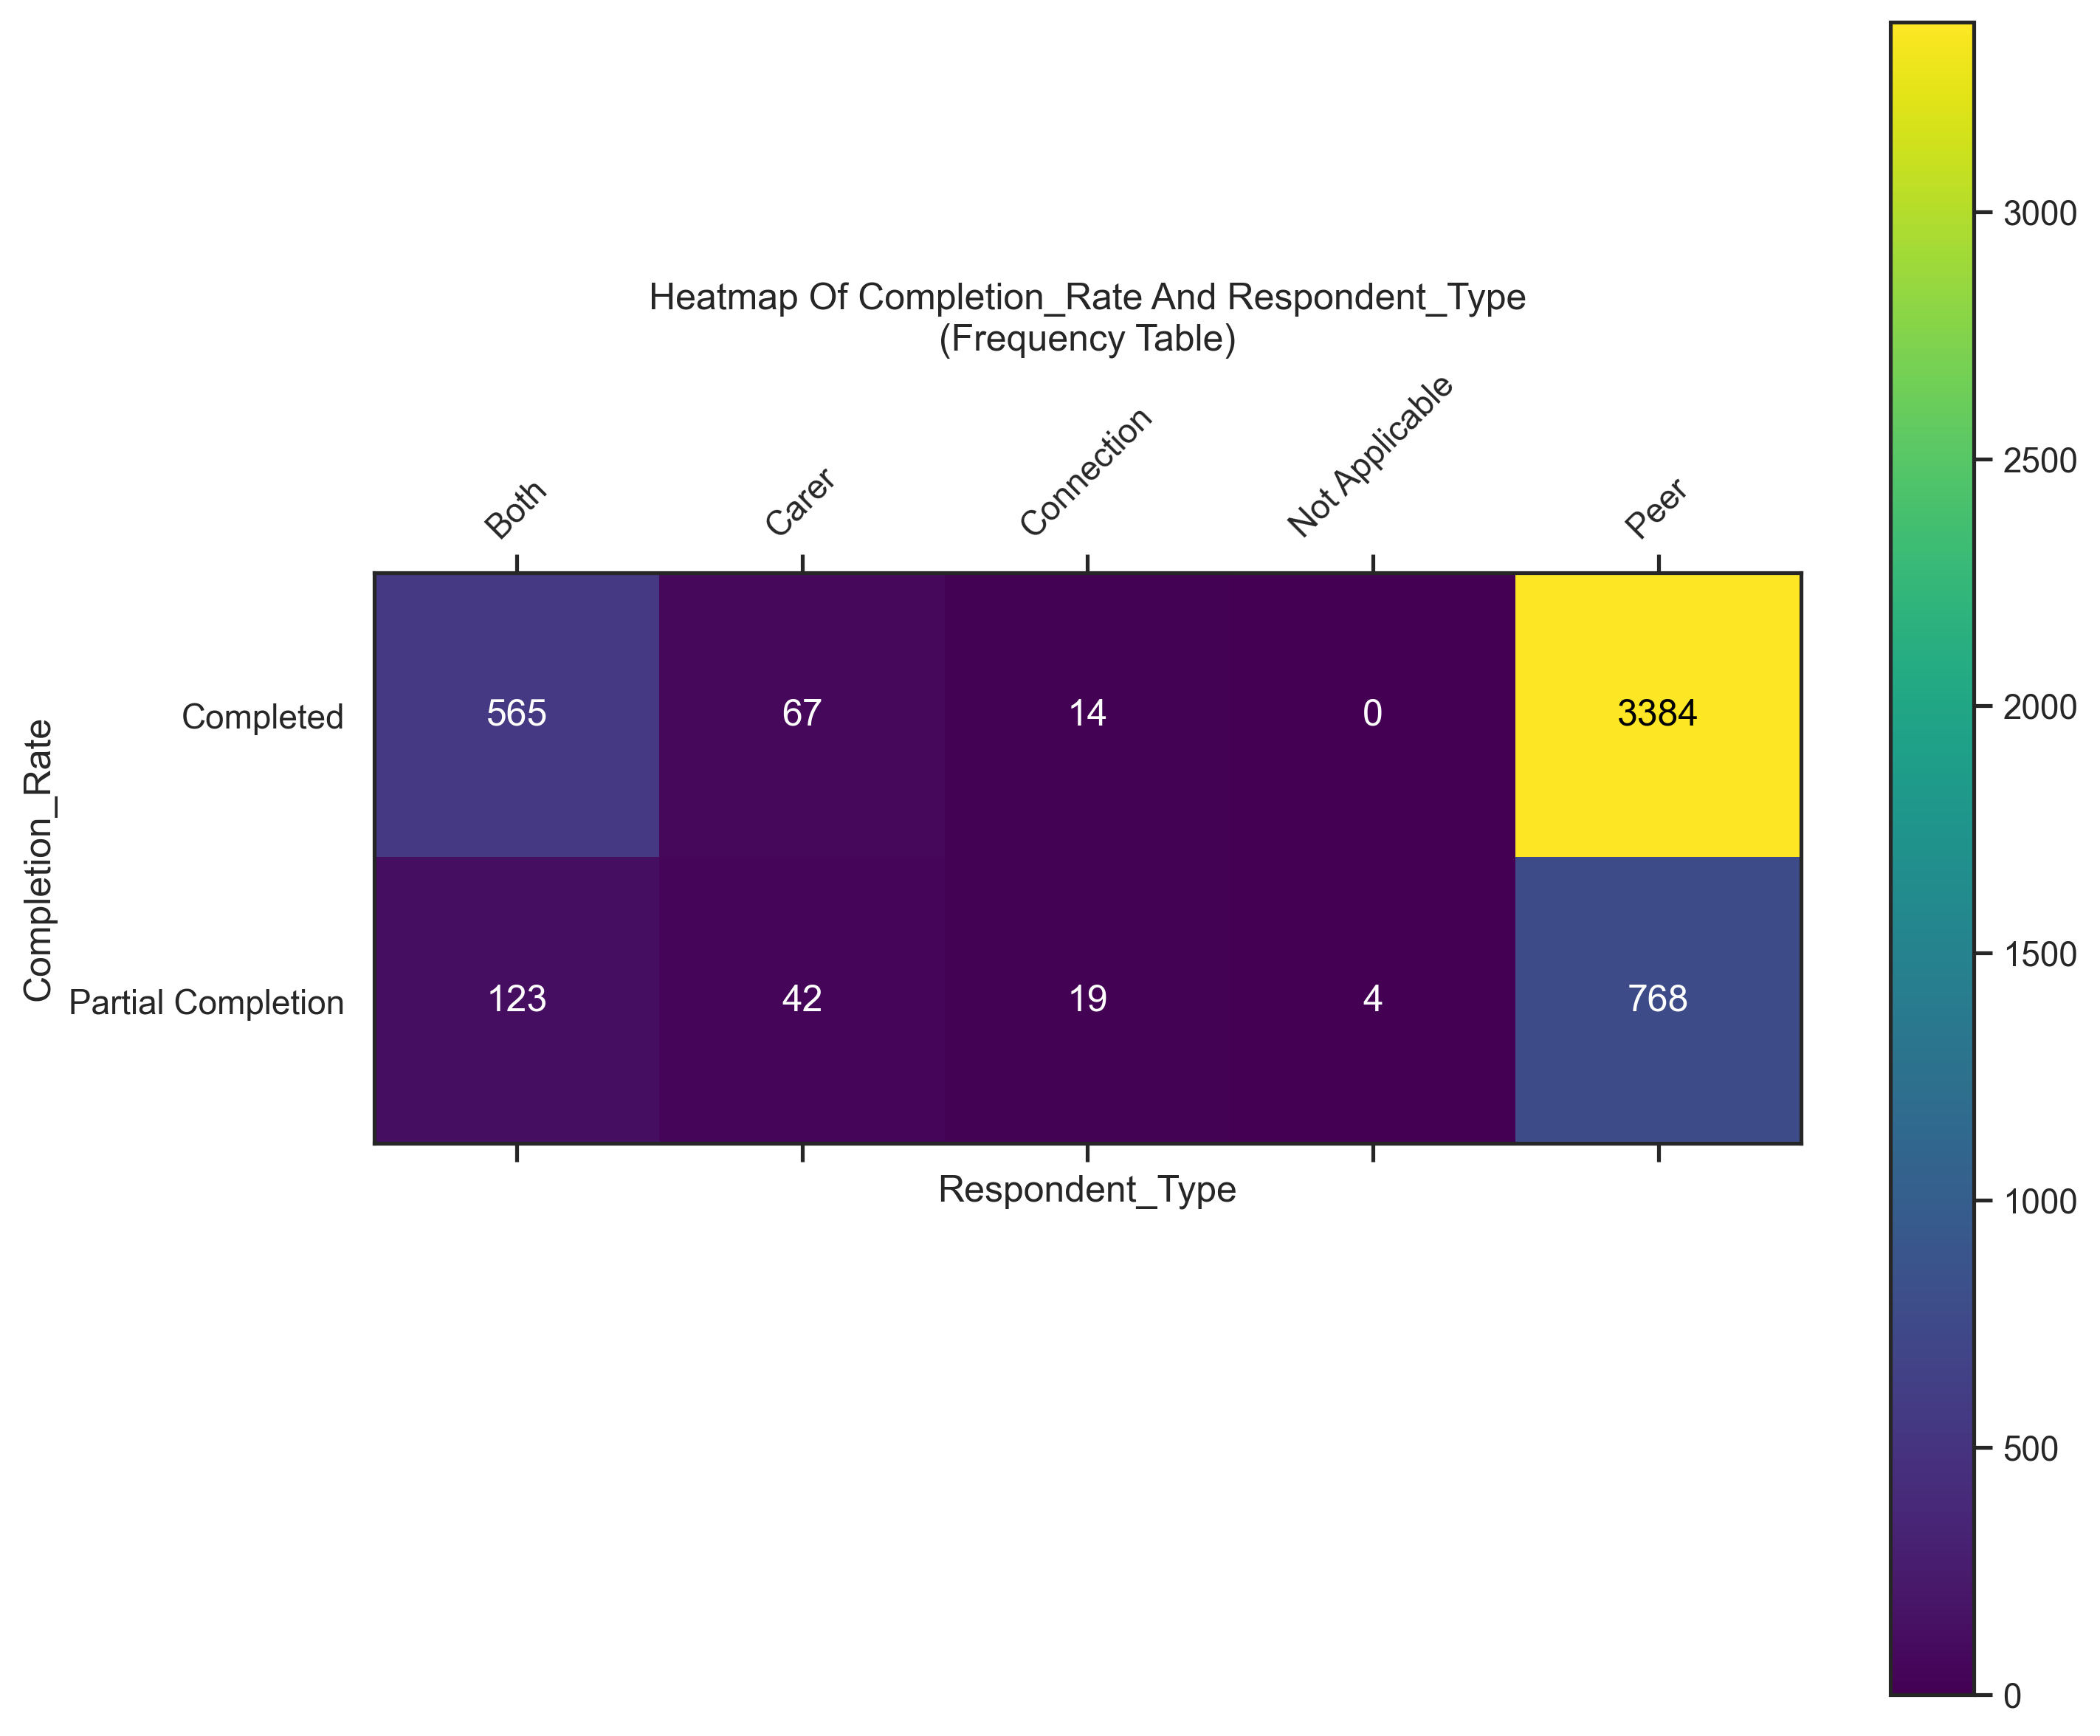 Heatmap Of Completion_Rate And Respondent_Type
(Frequency Table)
Both
Carer
Connection
Not Applicable
Peer
Completion_Rate
Completed
565 67 14 0 3384
Partial Completion
123 42 19 4 768
Respondent_Type
3000
2500
2000
1500
1000
500
0